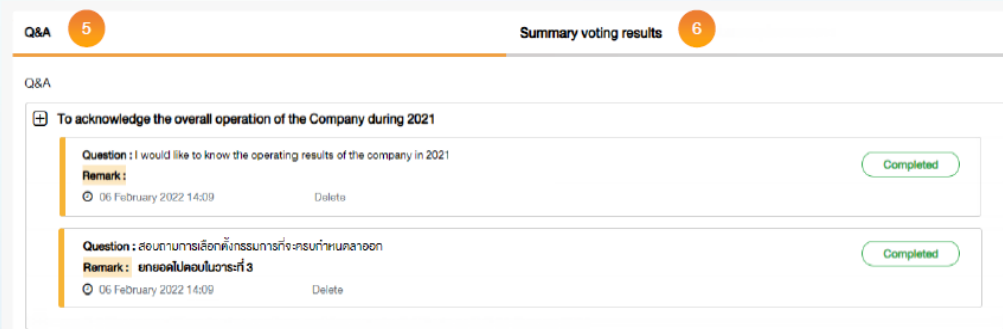 Q&A 5 Summary voting results 6
Q&A
To acknowledge the overall operation of the Company during 2021
Question : I would like to know the operating results of the company in 2021
Completed
Remark :
06 February 2022 14:09 Delete
Question : สอบถามการเลือกตั้งกรรมการที่จะครบกำหนดลาออก
Completed
Remark : ยกยอดไปตอบในวาระที่ 3
06 February 2022 14:09 Delete